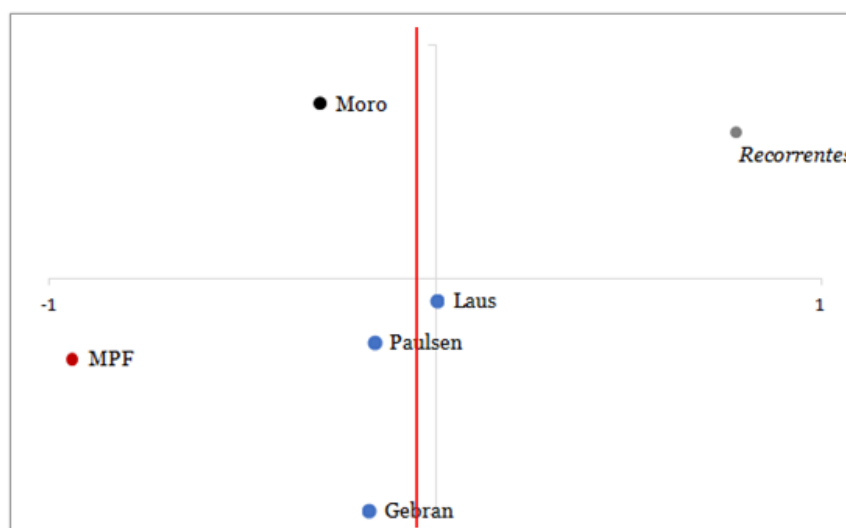 Moro
Recorrentes
-1
1
Laus
Paulsen
MPF
Gebran